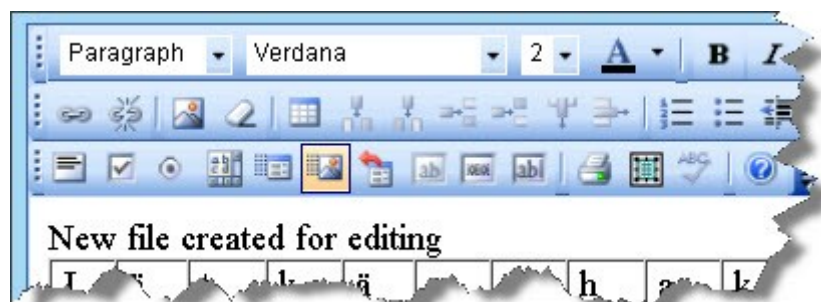 Paragraph Verdana 2 A B I
New file created for editing
k ä h a k